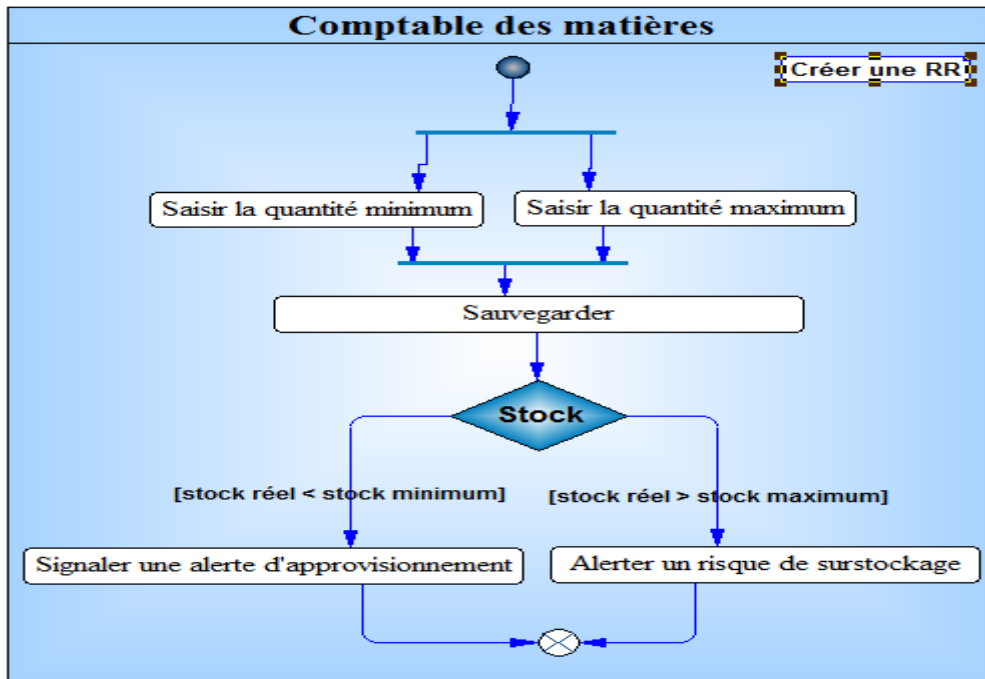 Comptable des matières
Créer une RR
Saisir la quantité minimum
Saisir la quantité maximum
Sauvegarder
Stock
[stock réel < stock minimum]
[stock réel > stock maximum]
Signaler une alerte d'approvisionnement
Alerter un risque de surstockage